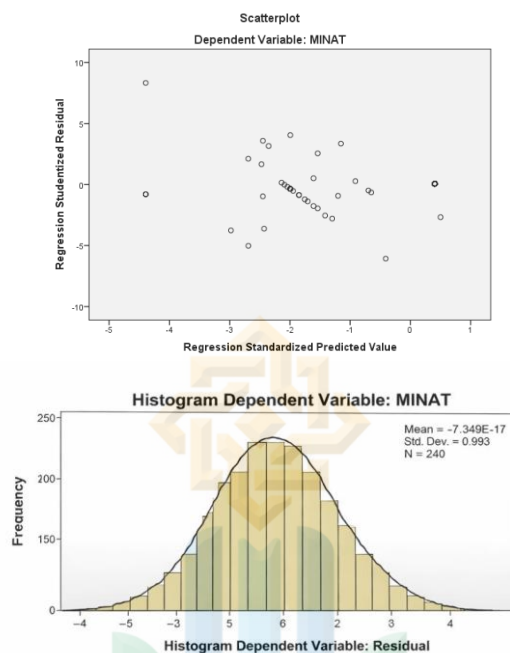 Scatterplot
Dependent Variable: MINAT
Regression Studentized Residual
10
5
0
-5
-10
-5 -4 -3 -2 -1 0 1
Regression Standardized Predicted Value
Histogram Dependent Variable: MINAT
Mean = -7.349E-17
Std. Dev. = 0.993
N = 240
Frequency
250
200
150
0
-4 -5 -3 5 6 2 3 4
Histogram Dependent Variable: Residual